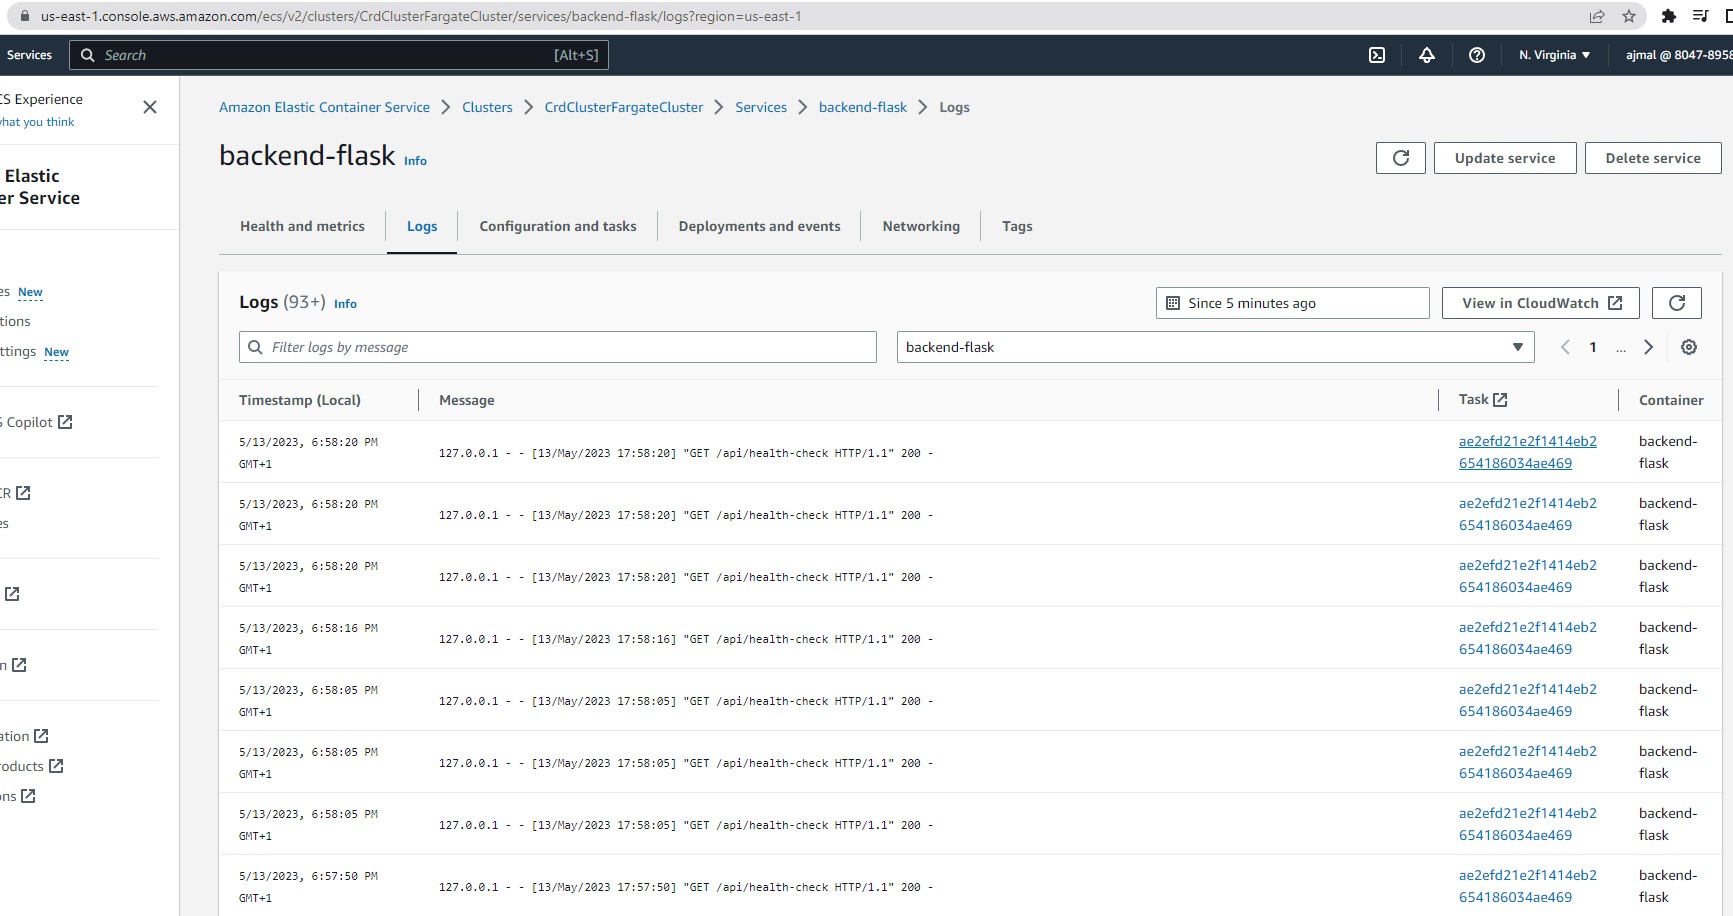 us-east-1.console.aws.amazon.com/ecs/v2/clusters/CrdClusterFargateCluster/services/backend-flask/logs?region=us-east-1
Services
Search
[Alt+S]
N. Virginia
ajmal @ 8047-8958
CS Experience
what you think
Elastic
er Service
es New
tions
ttings New
S Copilot
CR
es
n
ation
roducts
ons
Amazon Elastic Container Service > Clusters > CrdClusterFargateCluster > Services > backend-flask > Logs
backend-flask Info
Update service
Delete service
Health and metrics
Logs
Configuration and tasks
Deployments and events
Networking
Tags
Logs (93+) Info
Since 5 minutes ago
View in CloudWatch
Filter logs by message
backend-flask
1 ...
Timestamp (Local)
Message
Task
Container
5/13/2023, 6:58:20 PM
GMT+1
127.0.0.1 - - [13/May/2023 17:58:20] "GET /api/health-check HTTP/1.1" 200 -
ae2efd21e2f1414eb2
654186034ae469
backend-
flask
5/13/2023, 6:58:20 PM
GMT+1
127.0.0.1 - - [13/May/2023 17:58:20] "GET /api/health-check HTTP/1.1" 200 -
ae2efd21e2f1414eb2
654186034ae469
backend-
flask
5/13/2023, 6:58:20 PM
GMT+1
127.0.0.1 - - [13/May/2023 17:58:20] "GET /api/health-check HTTP/1.1" 200 -
ae2efd21e2f1414eb2
654186034ae469
backend-
flask
5/13/2023, 6:58:16 PM
GMT+1
127.0.0.1 - - [13/May/2023 17:58:16] "GET /api/health-check HTTP/1.1" 200 -
ae2efd21e2f1414eb2
654186034ae469
backend-
flask
5/13/2023, 6:58:05 PM
GMT+1
127.0.0.1 - - [13/May/2023 17:58:05] "GET /api/health-check HTTP/1.1" 200 -
ae2efd21e2f1414eb2
654186034ae469
backend-
flask
5/13/2023, 6:58:05 PM
GMT+1
127.0.0.1 - - [13/May/2023 17:58:05] "GET /api/health-check HTTP/1.1" 200 -
ae2efd21e2f1414eb2
654186034ae469
backend-
flask
5/13/2023, 6:58:05 PM
GMT+1
127.0.0.1 - - [13/May/2023 17:58:05] "GET /api/health-check HTTP/1.1" 200 -
ae2efd21e2f1414eb2
654186034ae469
backend-
flask
5/13/2023, 6:57:50 PM
GMT+1
127.0.0.1 - - [13/May/2023 17:57:50] "GET /api/health-check HTTP/1.1" 200 -
ae2efd21e2f1414eb2
654186034ae469
backend-
flask